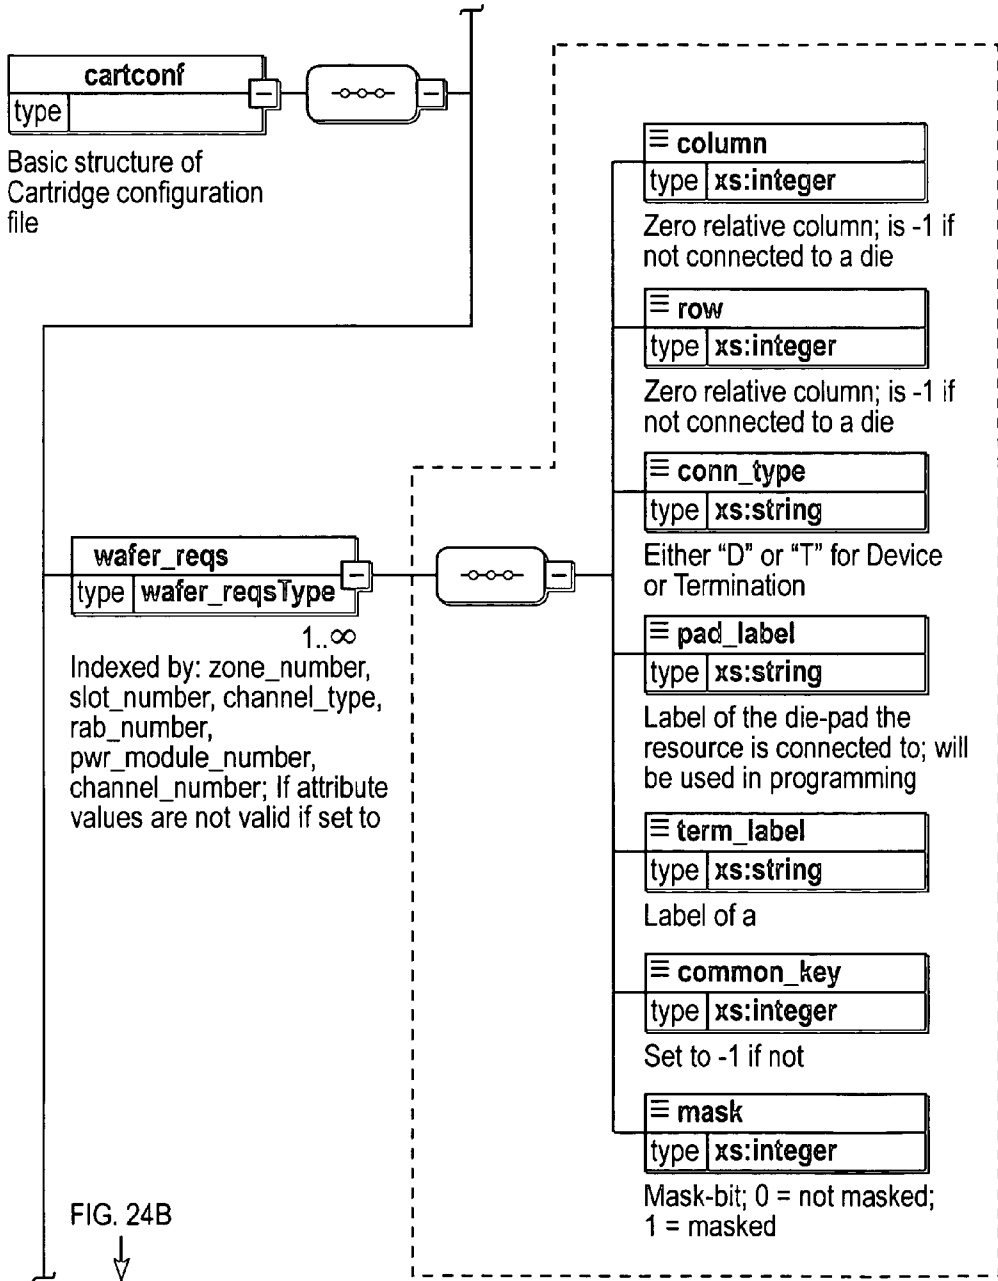 cartconf
type
Basic structure of
Cartridge configuration
file
column
type xs:integer
Zero relative column; is -1 if
not connected to a die
row
type xs:integer
Zero relative column; is -1 if
not connected to a die
conn_type
type xs:string
Either “D” or “T” for Device
or Termination
wafer_reqs
type wafer_reqsType
1..∞
Indexed by: zone_number,
slot_number, channel_type,
rab_number,
pwr_module_number,
channel_number; If attribute
values are not valid if set to
pad_label
type xs:string
Label of the die-pad the
resource is connected to; will
be used in programming
term_label
type xs:string
Label of a
common_key
type xs:integer
Set to -1 if not
mask
type xs:integer
Mask-bit; 0 = not masked;
1 = masked
FIG. 24B